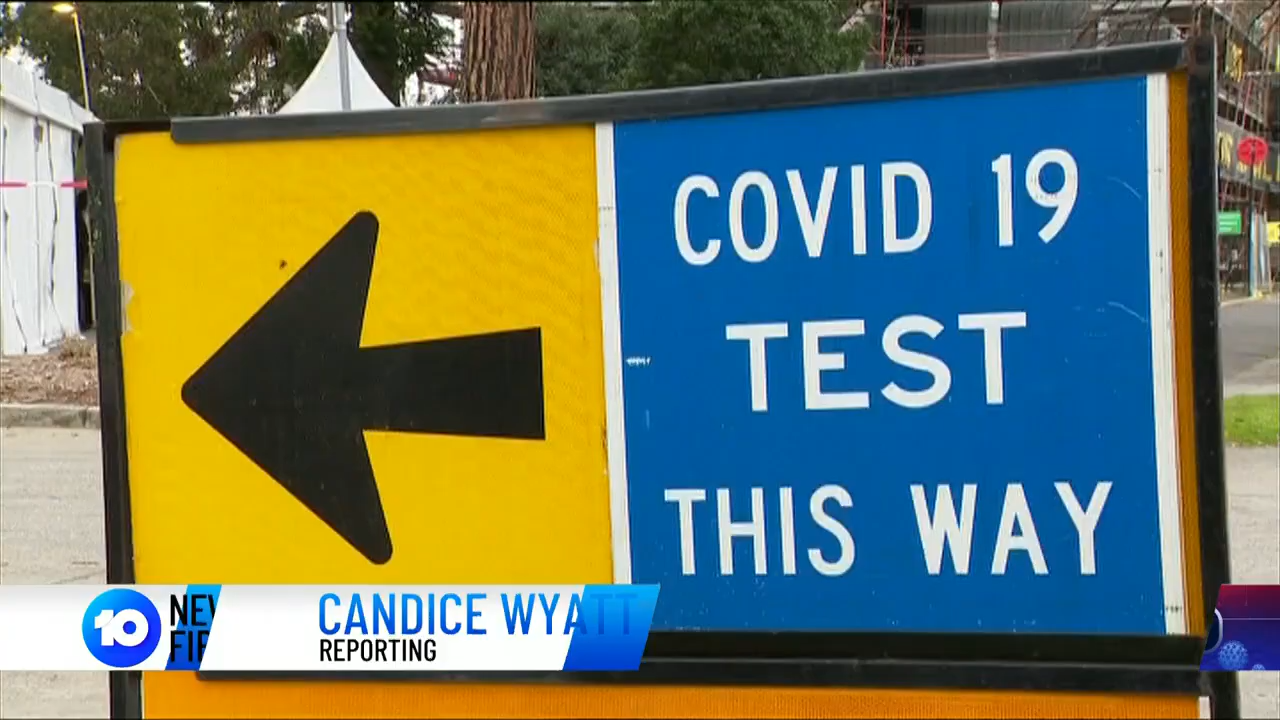 COVID 19
TEST
THIS WAY
10
CANDICE WYATT
REPORTING